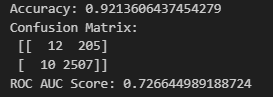 Accuracy: 0.9213606437454279
Confusion Matrix:
[[  12  205]
[  10 2507]]
ROC AUC Score: 0.726644989188724